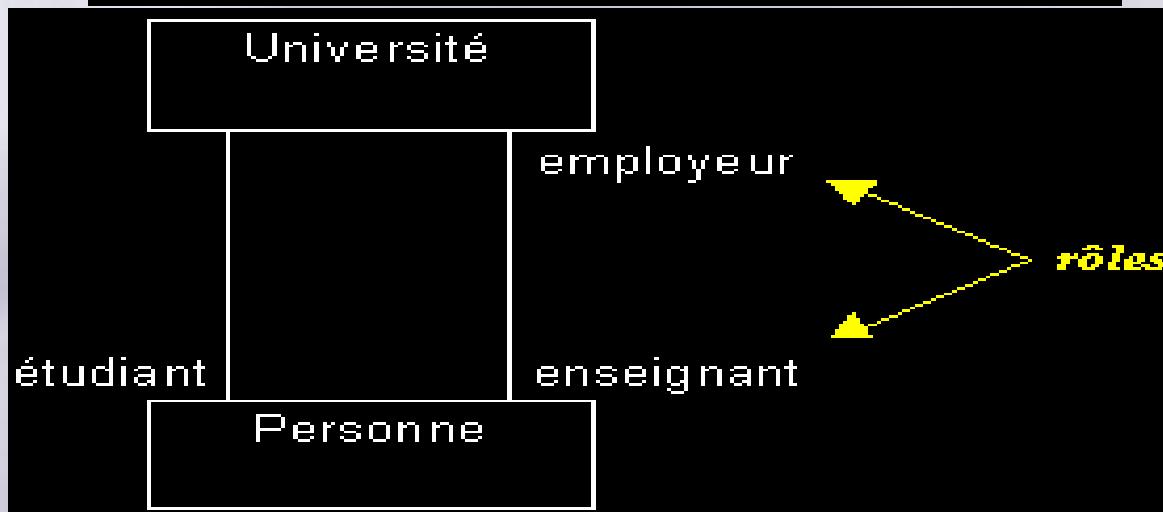 Université
employeur
rôles
étudiant
enseignant
Personne